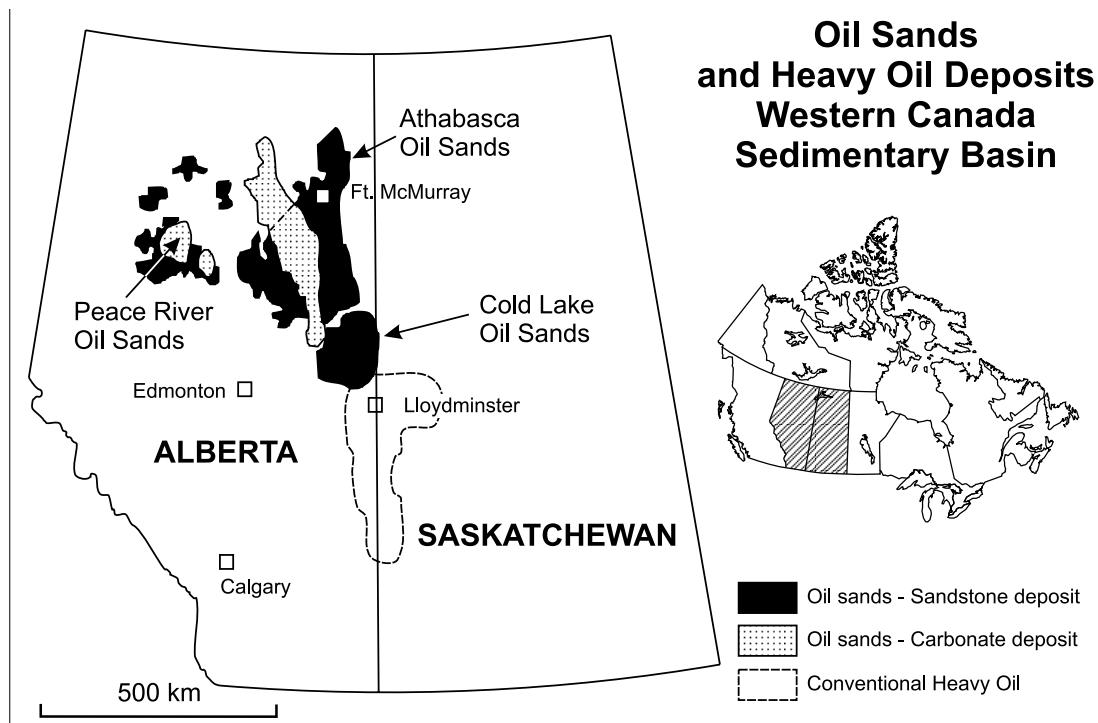 Oil Sands
and Heavy Oil Deposits
Western Canada
Sedimentary Basin
Athabasca
Oil Sands
Ft. McMurray
Peace River
Oil Sands
Cold Lake
Oil Sands
Edmonton
Lloydminster
ALBERTA
SASKATCHEWAN
Calgary
500 km
Oil sands - Sandstone deposit
Oil sands - Carbonate deposit
Conventional Heavy Oil